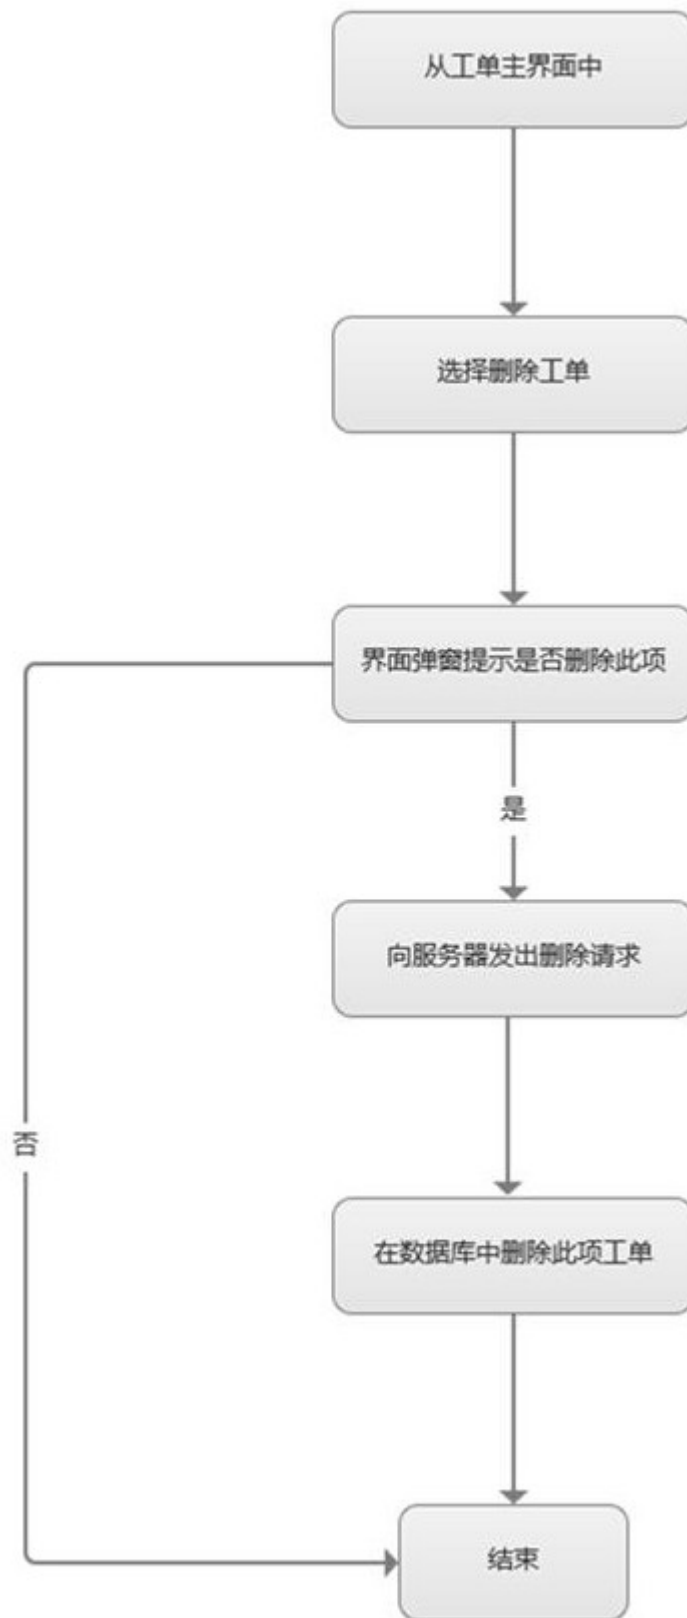 从工单主界面中
选择删除工单
界面弹窗提示是否删除此项
是
向服务器发出删除请求
否
在数据库中删除此项工单
结束